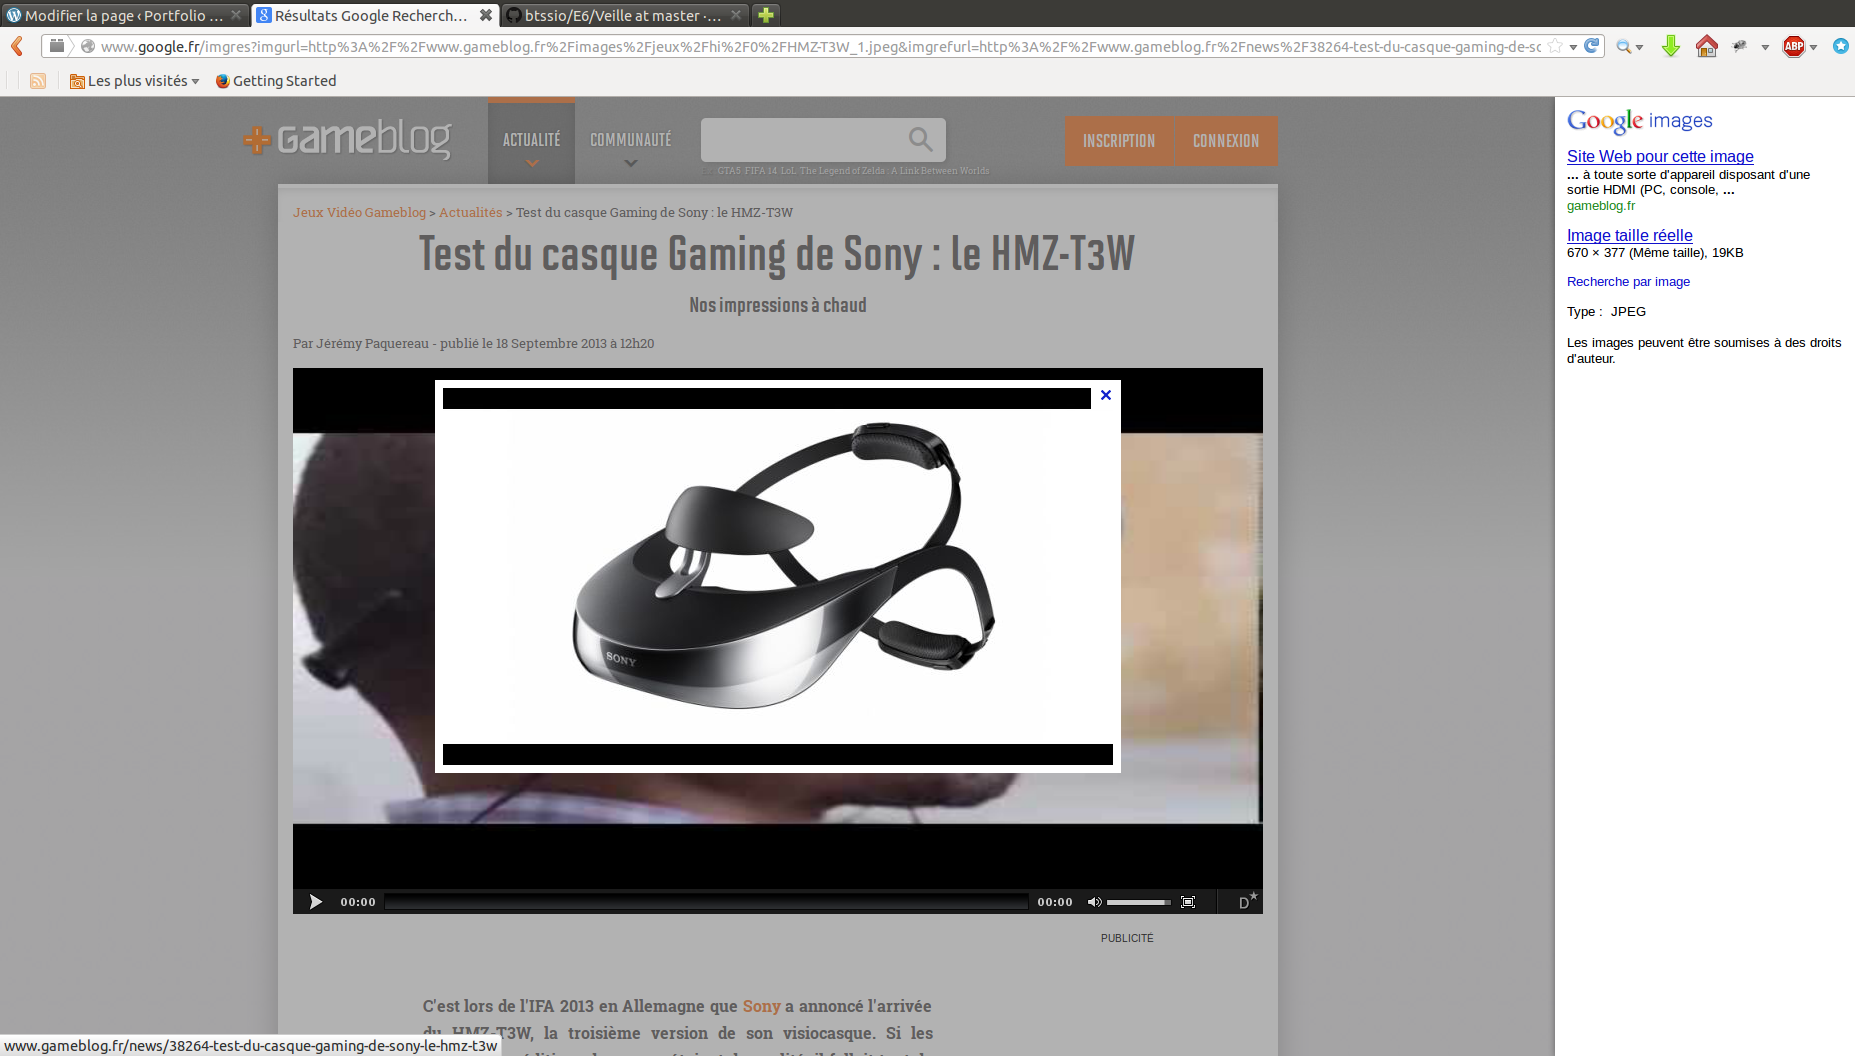 Modifier la page ‹ Portfolio ...
Résultats Google Recherch...
btssio/E6/Veille at master ·...
www.google.fr/imgres?imgurl=http%3A%2F%2Fwww.gameblog.fr%2Fimages%2Fjeux%2Fhi%2F0%2FHMZ-T3W_1.jpeg&imgrefurl=http%3A%2F%2Fwww.gameblog.fr%2Fnews%2F38264-test-du-casque-gaming-de-sc
ABP
Les plus visités
Getting Started
gameblog
ACTUALITÉ
COMMUNAUTÉ
GTA5 FIFA 14 LoL The Legend of Zelda : A Link Between Worlds
INSCRIPTION
CONNEXION
Jeux Vidéo Gameblog > Actualités > Test du casque Gaming de Sony : le HMZ-T3W
Test du casque Gaming de Sony : le HMZ-T3W
Nos impressions à chaud
Par Jérémy Paquereau - publié le 18 Septembre 2013 à 12h20
SONY
00:00
00:00
D
PUBLICITÉ
C'est lors de l'IFA 2013 en Allemagne que Sony a annoncé l'arrivée
du HMZ-T3W, la troisième version de son visiocasque. Si les
www.gameblog.fr/news/38264-test-du-casque-gaming-de-sony-le-hmz-t3w
Google images
Site Web pour cette image
... à toute sorte d'appareil disposant d'une
sortie HDMI (PC, console, ...
gameblog.fr
Image taille réelle
670 × 377 (Même taille), 19KB
Recherche par image
Type : JPEG
Les images peuvent être soumises à des droits
d'auteur.